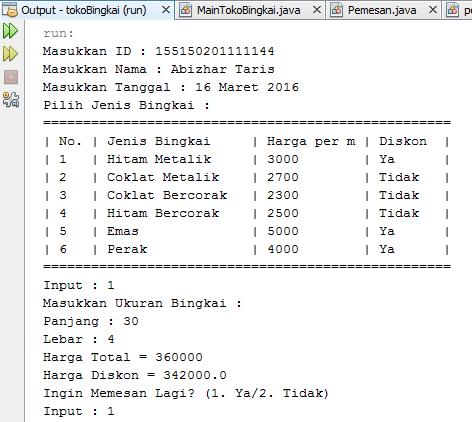 Output - tokoBingkai (run) × MainTokoBingkai.java × Pemesan.java ×
run:
Masukkan ID : 155150201111144
Masukkan Nama : Abizhar Taris
Masukkan Tanggal : 16 Maret 2016
Pilih Jenis Bingkai :
===================================================
| No. | Jenis Bingkai | Harga per m | Diskon |
| 1 | Hitam Metalik | 3000 | Ya |
| 2 | Coklat Metalik | 2700 | Tidak |
| 3 | Coklat Bercorak | 2300 | Tidak |
| 4 | Hitam Bercorak | 2500 | Tidak |
| 5 | Emas | 5000 | Ya |
| 6 | Perak | 4000 | Ya |
===================================================
Input : 1
Masukkan Ukuran Bingkai :
Panjang : 30
Lebar : 4
Harga Total = 360000
Harga Diskon = 342000.0
Ingin Memesan Lagi? (1. Ya/2. Tidak)
Input : 1